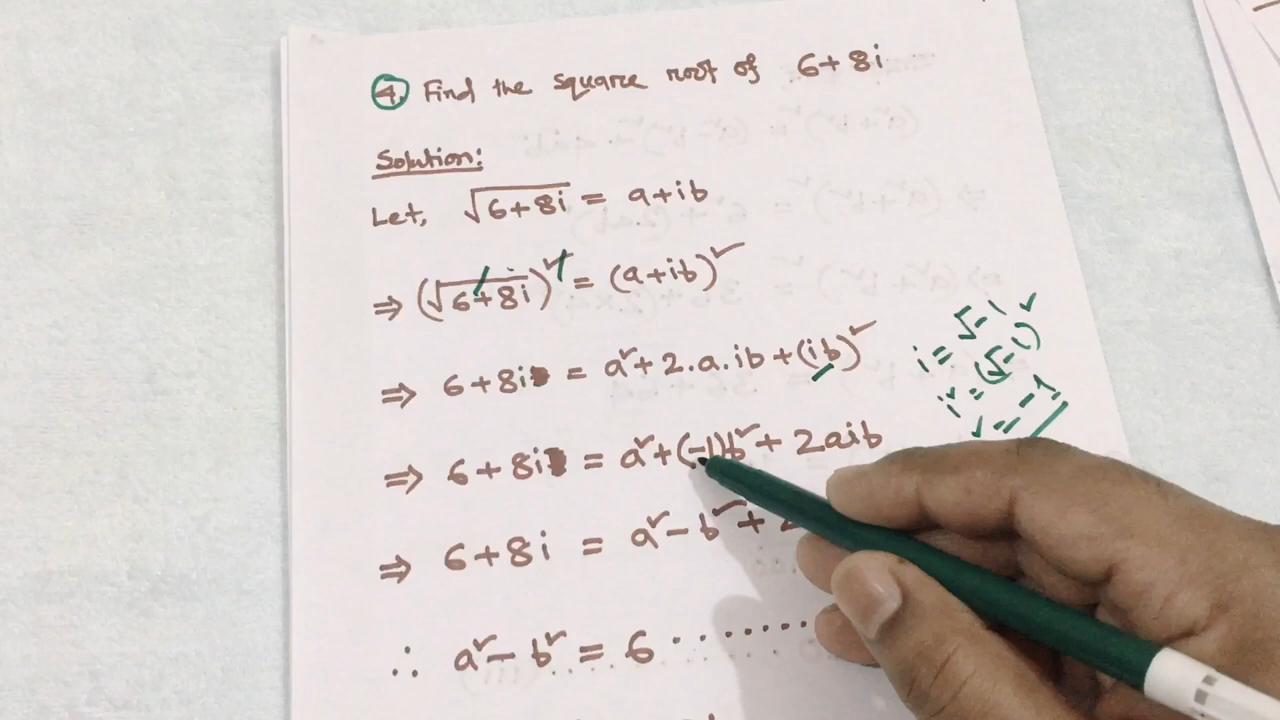 4. Find the square root of 6+8i
Solution:
Let, √6+8i = a+ib
⇒ (√6+8i)² = (a+ib)²
⇒ 6+8i = a²+2.a.ib+(ib)²
⇒ 6+8i = a²+(-1)b²+2aib
⇒ 6+8i = a²-b²+2
∴ a²-b² = 6 ........
i = √-1
i² = (√-1)²
= -1